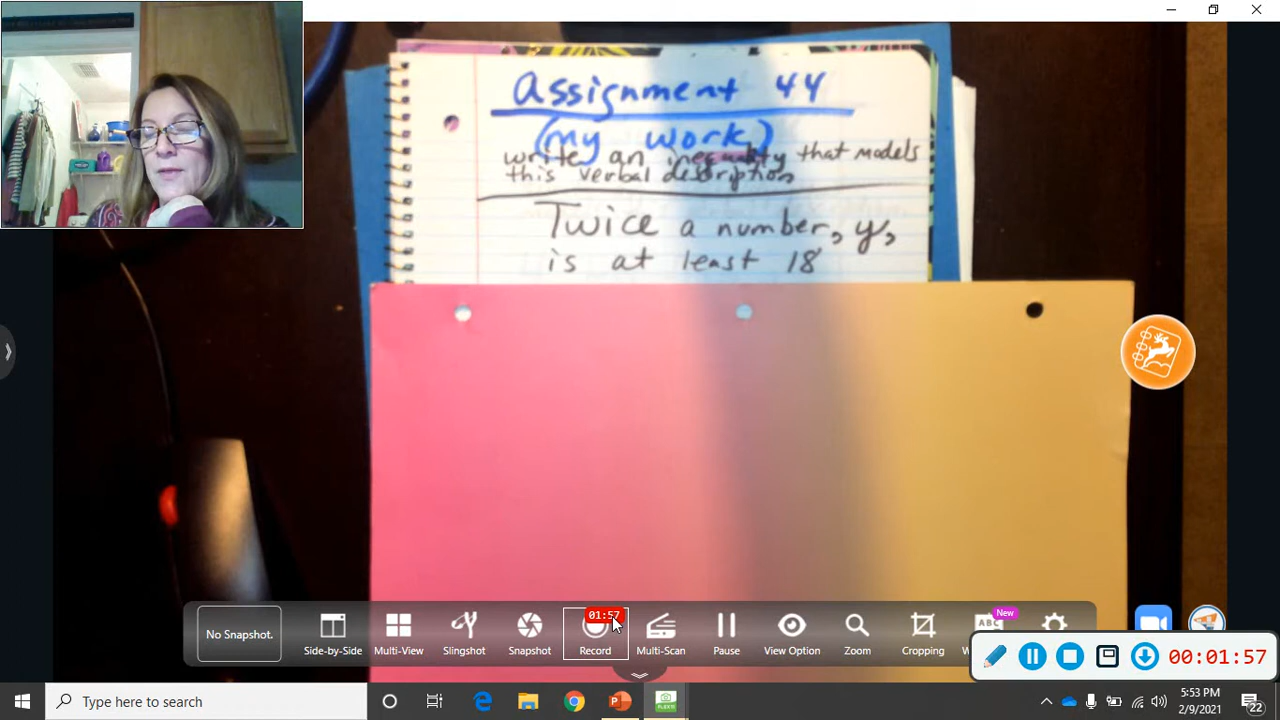 Assignment 44
(my work)
write an inequality that models
this verbal description
Twice a number, y,
is at least 18
01:57
New
No Snapshot.
Side-by-Side
Multi-View
Slingshot
Snapshot
Record
Multi-Scan
Pause
View Option
Zoom
Cropping
ABC
W
00:01:57
Type here to search
5:53 PM
2/9/2021
22